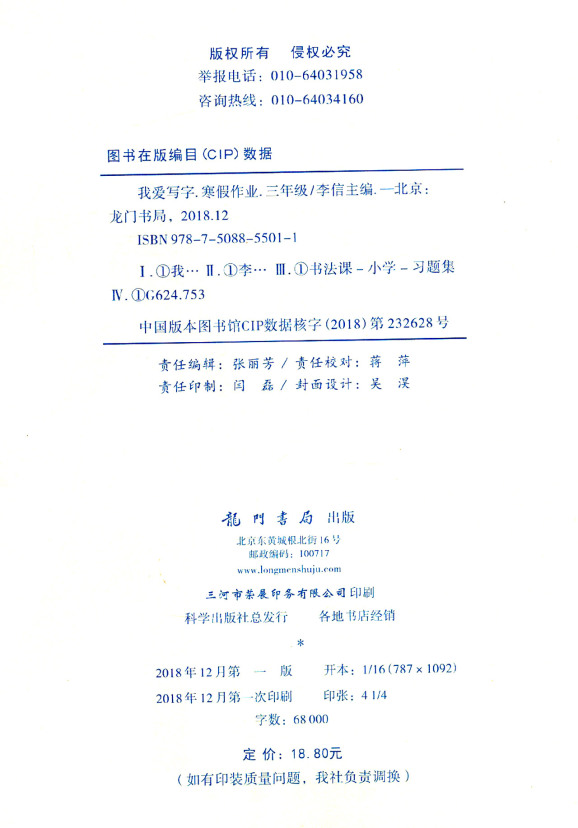 版权所有 侵权必究
举报电话：010-64031958
咨询热线：010-64034160
图书在版编目(CIP)数据
我爱写字.寒假作业.三年级/李信主编.—北京：
龙门书局，2018.12
ISBN 978-7-5088-5501-1
Ⅰ.①我… Ⅱ.①李… Ⅲ.①书法课－小学－习题集
Ⅳ.①G624.753
中国版本图书馆CIP数据核字(2018)第232628号
责任编辑：张丽芳/责任校对：蒋 萍
责任印制：闫 磊/封面设计：吴 淏
龍門書局 出版
北京东黄城根北街16号
邮政编码：100717
www.longmenshuju.com
三河市荣展印务有限公司印刷
科学出版社总发行 各地书店经销
*
2018年12月第 一 版 开本：1/16(787×1092)
2018年12月第一次印刷 印张：4 1/4
字数：68 000
定 价：18.80元
（如有印装质量问题，我社负责调换）